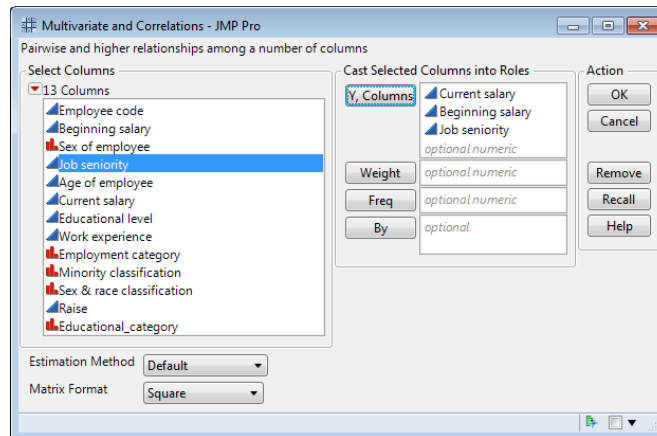 Multivariate and Correlations - JMP Pro
Pairwise and higher relationships among a number of columns
Select Columns
13 Columns
Employee code
Beginning salary
Sex of employee
Job seniority
Age of employee
Current salary
Educational level
Work experience
Employment category
Minority classification
Sex & race classification
Raise
Educational_category
Estimation Method Default
Matrix Format Square
Cast Selected Columns into Roles
Y, Columns
Current salary
Beginning salary
Job seniority
optional numeric
Weight optional numeric
Freq optional numeric
By optional
Action
OK
Cancel
Remove
Recall
Help